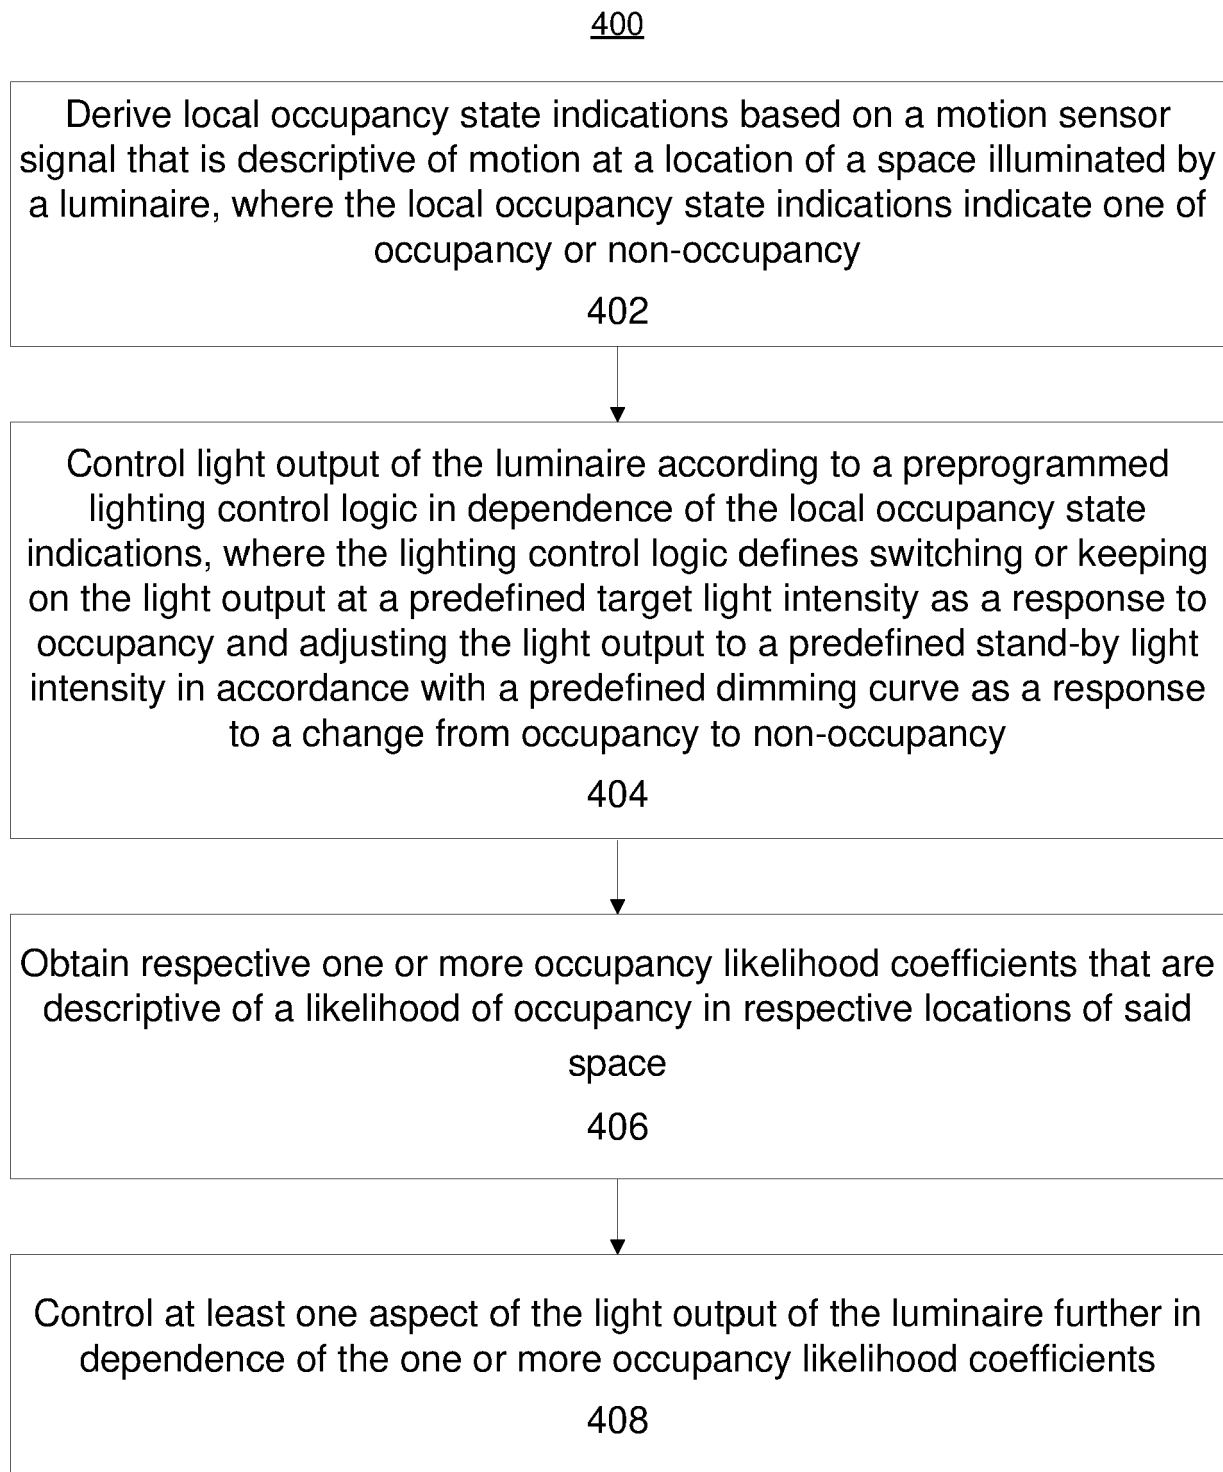 400
Derive local occupancy state indications based on a motion sensor
signal that is descriptive of motion at a location of a space illuminated by
a luminaire, where the local occupancy state indications indicate one of
occupancy or non-occupancy
402
Control light output of the luminaire according to a preprogrammed
lighting control logic in dependence of the local occupancy state
indications, where the lighting control logic defines switching or keeping
on the light output at a predefined target light intensity as a response to
occupancy and adjusting the light output to a predefined stand-by light
intensity in accordance with a predefined dimming curve as a response
to a change from occupancy to non-occupancy
404
Obtain respective one or more occupancy likelihood coefficients that are
descriptive of a likelihood of occupancy in respective locations of said
space
406
Control at least one aspect of the light output of the luminaire further in
dependence of the one or more occupancy likelihood coefficients
408